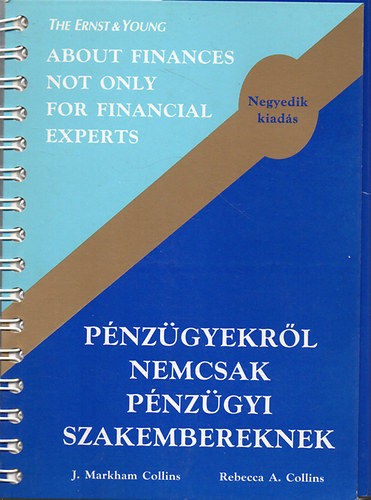 THE ERNST & YOUNG
ABOUT FINANCES
NOT ONLY
FOR FINANCIAL
EXPERTS
Negyedik
kiadás
PÉNZÜGYEKRŐL
NEMCSAK
PÉNZÜGYI
SZAKEMBEREKNEK
J. Markham Collins
Rebecca A. Collins